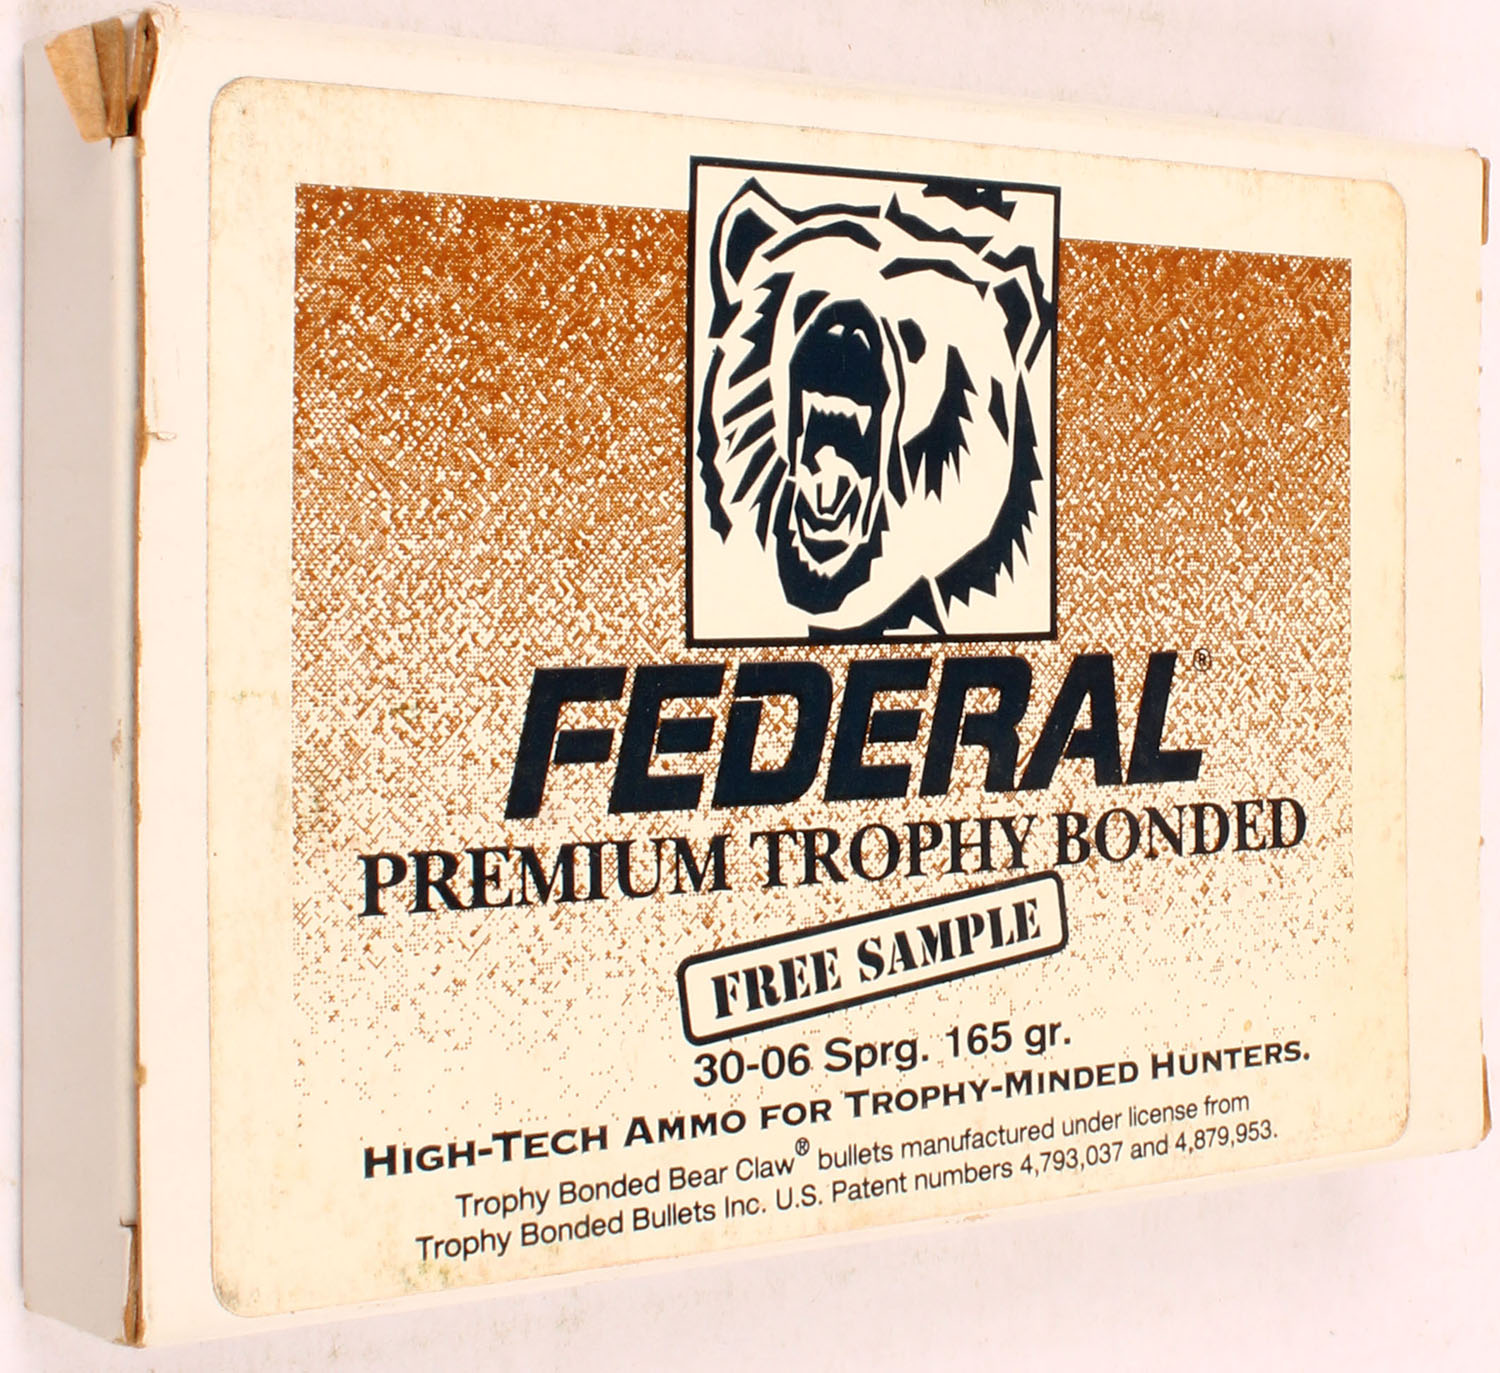 FEDERAL®
PREMIUM TROPHY BONDED
FREE SAMPLE
30-06 Sprg. 165 gr.
HIGH-TECH AMMO FOR TROPHY-MINDED HUNTERS.
Trophy Bonded Bear Claw® bullets manufactured under license from
Trophy Bonded Bullets Inc. U.S. Patent numbers 4,793,037 and 4,879,953.